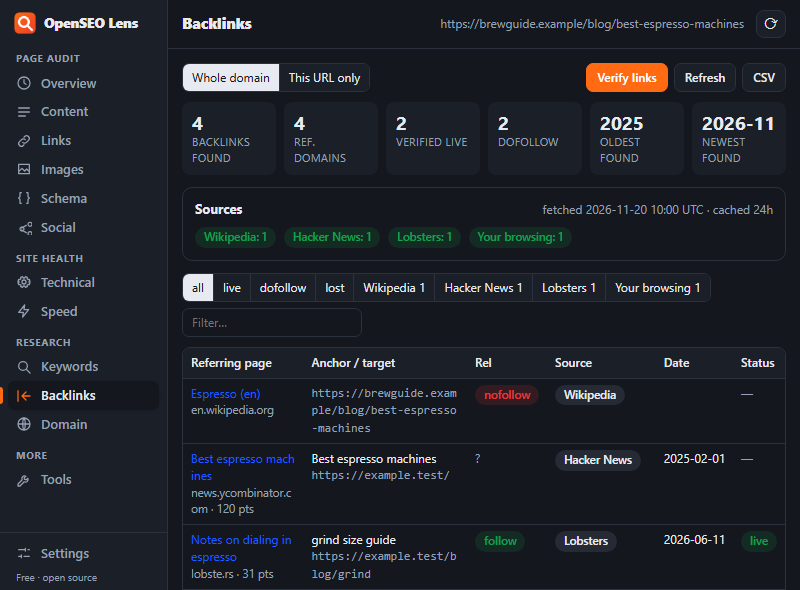 OpenSEO Lens
Backlinks
https://brewguide.example/blog/best-espresso-machines
PAGE AUDIT
Overview
Content
Links
Images
Schema
Social
SITE HEALTH
Technical
Speed
RESEARCH
Keywords
Backlinks
Domain
MORE
Tools
Settings
Free · open source
Whole domain
This URL only
Verify links
Refresh
CSV
4
BACKLINKS
FOUND
4
REF.
DOMAINS
2
VERIFIED LIVE
2
DOFOLLOW
2025
OLDEST
FOUND
2026-11
NEWEST
FOUND
Sources
fetched 2026-11-20 10:00 UTC · cached 24h
Wikipedia: 1
Hacker News: 1
Lobsters: 1
Your browsing: 1
all
live
dofollow
lost
Wikipedia 1
Hacker News 1
Lobsters 1
Your browsing 1
Filter...
Referring page
Anchor / target
Rel
Source
Date
Status
Espresso (en)
en.wikipedia.org
https://brewguide.exam
ple/blog/best-espresso
-machines
nofollow
Wikipedia
—
Best espresso mach
ines
news.ycombinator.c
om · 120 pts
Best espresso machines
https://example.test/
?
Hacker News
2025-02-01
—
Notes on dialing in
espresso
lobste.rs · 31 pts
grind size guide
https://example.test/b
log/grind
follow
Lobsters
2026-06-11
live